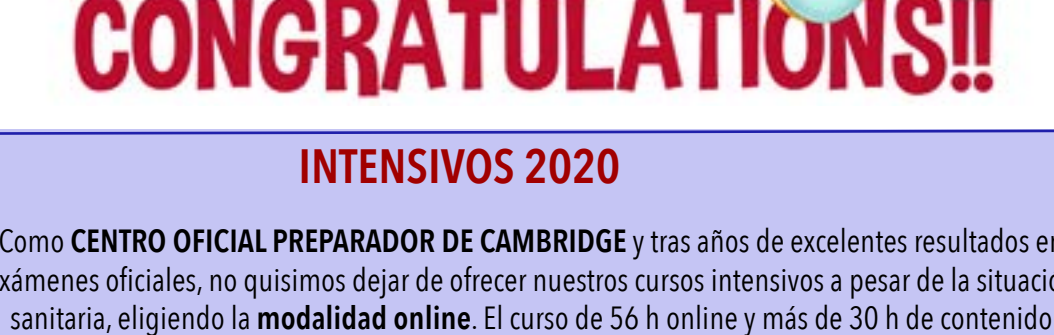 CONGRATULATIONS!!
INTENSIVOS 2020
Como CENTRO OFICIAL PREPARADOR DE CAMBRIDGE y tras años de excelentes resultados en
xámenes oficiales, no quisimos dejar de ofrecer nuestros cursos intensivos a pesar de la situació
sanitaria, eligiendo la modalidad online. El curso de 56 h online y más de 30 h de contenido